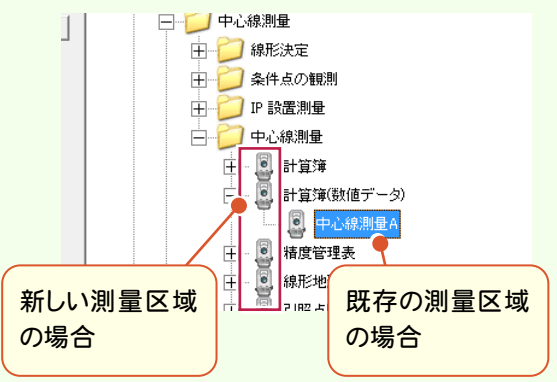 中心線測量
線形決定
条件点の観測
IP 設置測量
中心線測量
計算簿
計算簿(数値データ)
中心線測量A
精度管理表
線形地
新しい測量区域
の場合
既存の測量区域
の場合